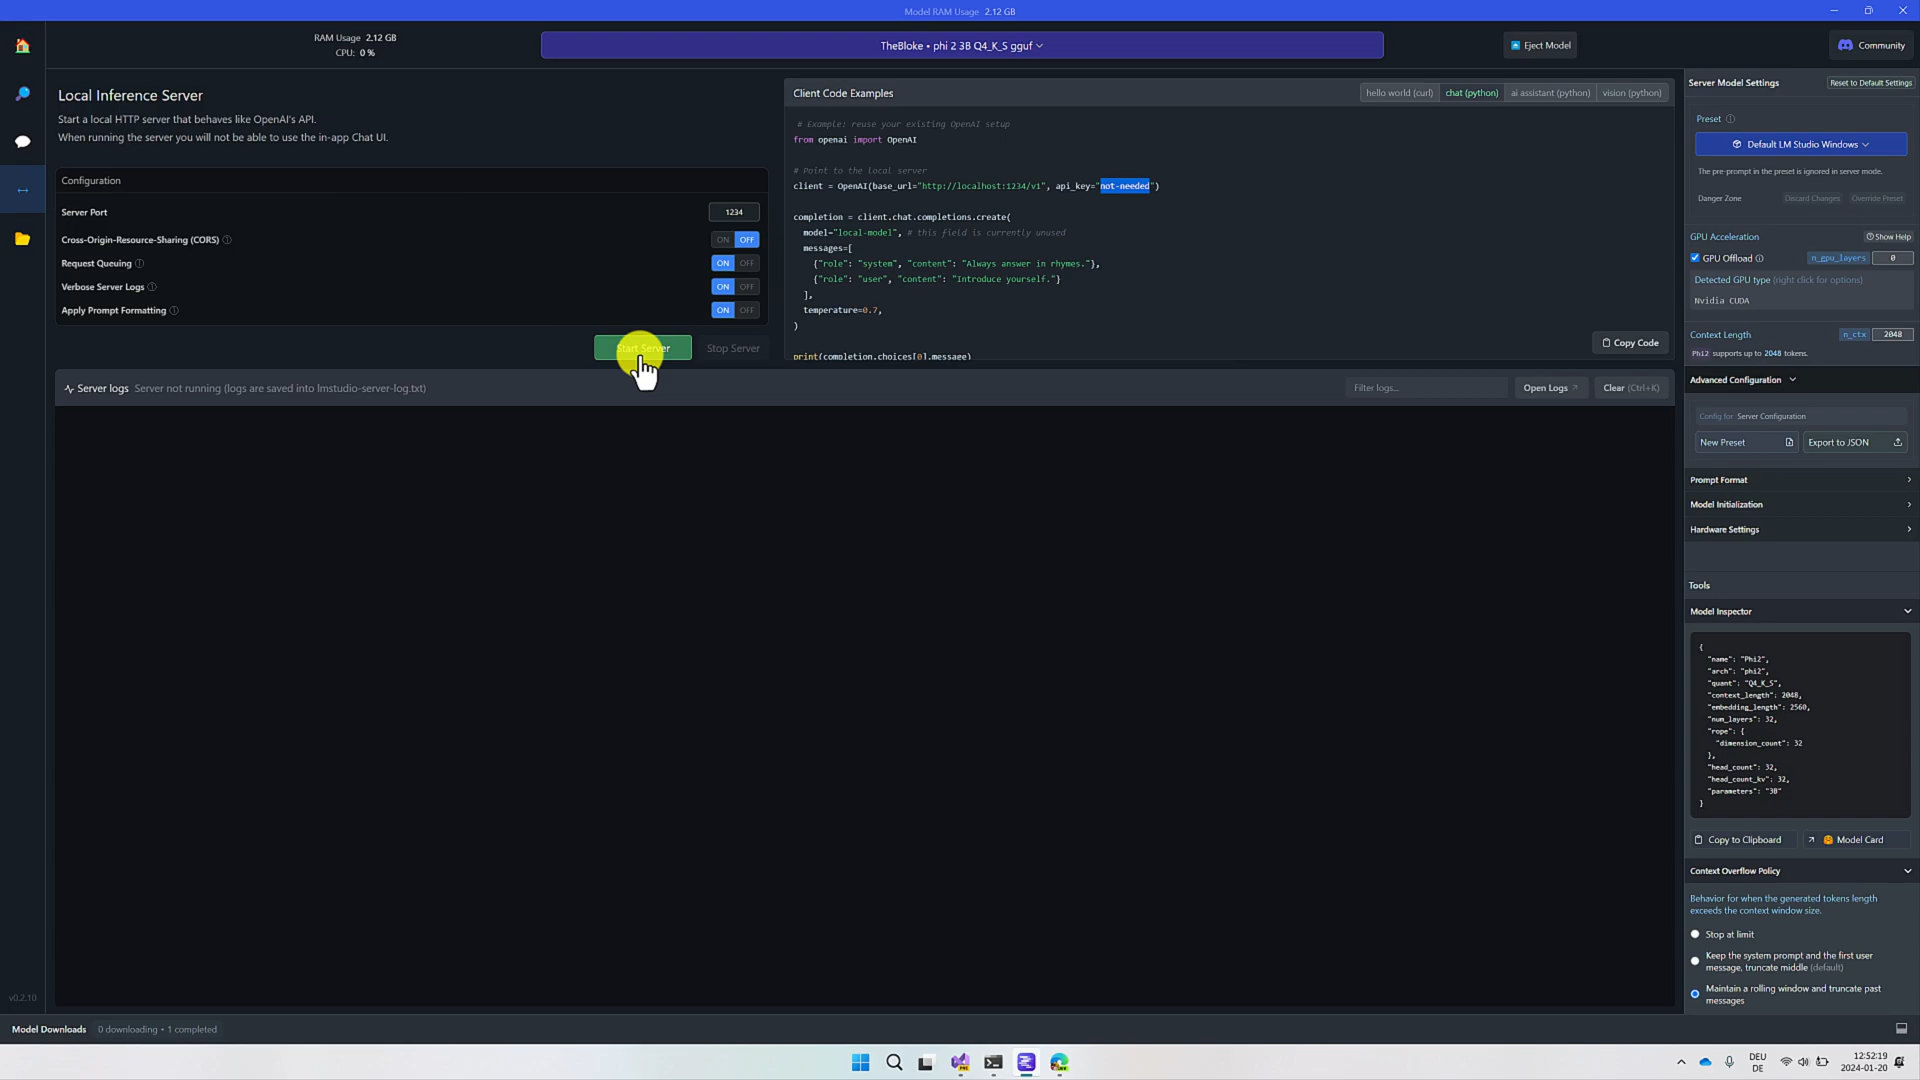 Model RAM Usage 2.12 GB
RAM Usage 2.12 GB
CPU: 0 %
TheBloke • phi 2 3B Q4_K_S gguf
Eject Model
Community
Local Inference Server
Start a local HTTP server that behaves like OpenAI's API.
When running the server you will not be able to use the in-app Chat UI.
Configuration
Server Port 1234
Cross-Origin-Resource-Sharing (CORS) ON OFF
Request Queuing ON OFF
Verbose Server Logs ON OFF
Apply Prompt Formatting ON OFF
Start Server Stop Server
Client Code Examples
hello world (curl) chat (python) ai assistant (python) vision (python)
# Example: reuse your existing OpenAI setup
from openai import OpenAI
# Point to the local server
client = OpenAI(base_url="http://localhost:1234/v1", api_key="not-needed")
completion = client.chat.completions.create(
model="local-model", # this field is currently unused
messages=[
{"role": "system", "content": "Always answer in rhymes."},
{"role": "user", "content": "Introduce yourself."}
],
temperature=0.7,
)
print(completion.choices[0].message)
Copy Code
Server logs Server not running (logs are saved into lmstudio-server-log.txt)
Filter logs...
Open Logs
Clear (Ctrl+K)
Server Model Settings Reset to Default Settings
Preset
Default LM Studio Windows
The pre-prompt in the preset is ignored in server mode.
Danger Zone Discard Changes Override Preset
GPU Acceleration Show Help
GPU Offload n_gpu_layers 0
Detected GPU type (right click for options)
Nvidia CUDA
Context Length n_ctx 2048
Phi2 supports up to 2048 tokens.
Advanced Configuration
Config for Server Configuration
New Preset Export to JSON
Prompt Format
Model Initialization
Hardware Settings
Tools
Model Inspector
{
"name": "Phi2",
"arch": "phi2",
"quant": "Q4_K_S",
"context_length": 2048,
"embedding_length": 2560,
"num_layers": 32,
"rope": {
"dimension_count": 32
},
"head_count": 32,
"head_count_kv": 32,
"parameters": "3B"
}
Copy to Clipboard Model Card
Context Overflow Policy
Behavior for when the generated tokens length
exceeds the context window size.
Stop at limit
Keep the system prompt and the first user
message, truncate middle (default)
Maintain a rolling window and truncate past
messages
v0.2.10
Model Downloads 0 downloading • 1 completed
DEU
DE
12:52:19
2024-01-20